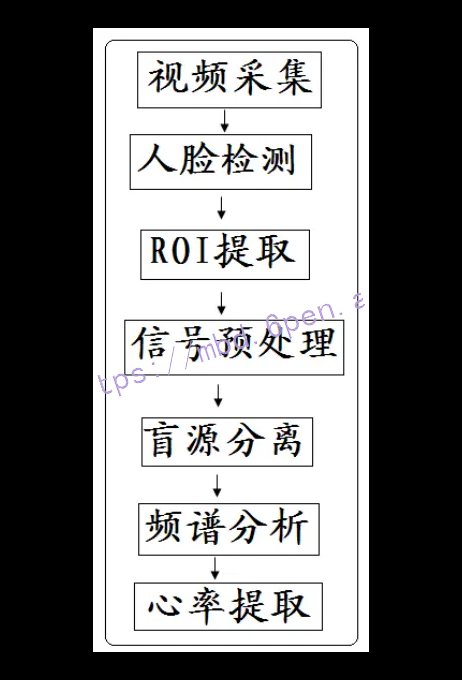 视频采集
人脸检测
ROI提取
信号预处理
tps://mbd.6pen.a
盲源分离
频谱分析
心率提取